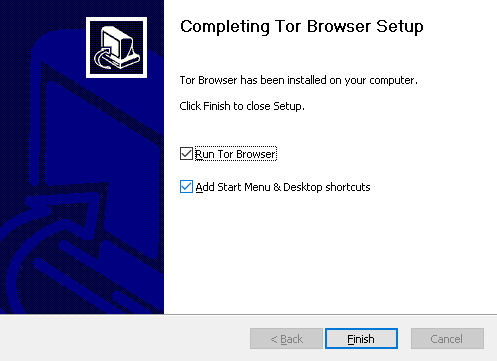 Completing Tor Browser Setup
Tor Browser has been installed on your computer.
Click Finish to close Setup.
Run Tor Browser
Add Start Menu & Desktop shortcuts
< Back
Finish
Cancel